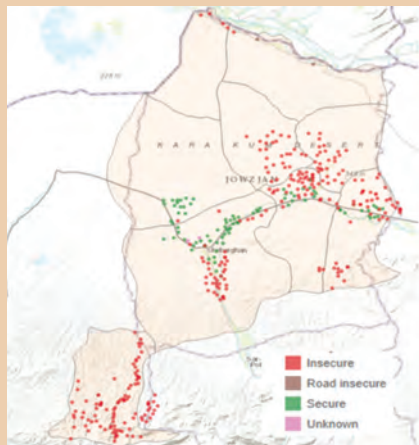 KARA KUM DESERT
JOWZJAN
Sheberghan
Insecure
Road insecure
Secure
Unknown